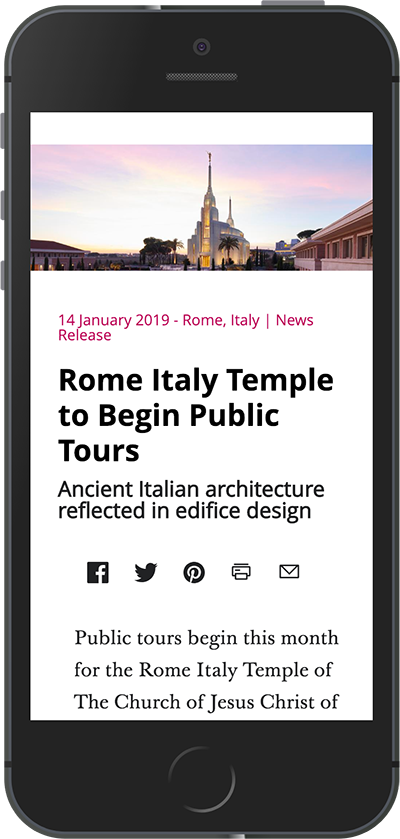 14 January 2019 - Rome, Italy | News
Release
Rome Italy Temple
to Begin Public
Tours
Ancient Italian architecture
reflected in edifice design
Public tours begin this month
for the Rome Italy Temple of
The Church of Jesus Christ of